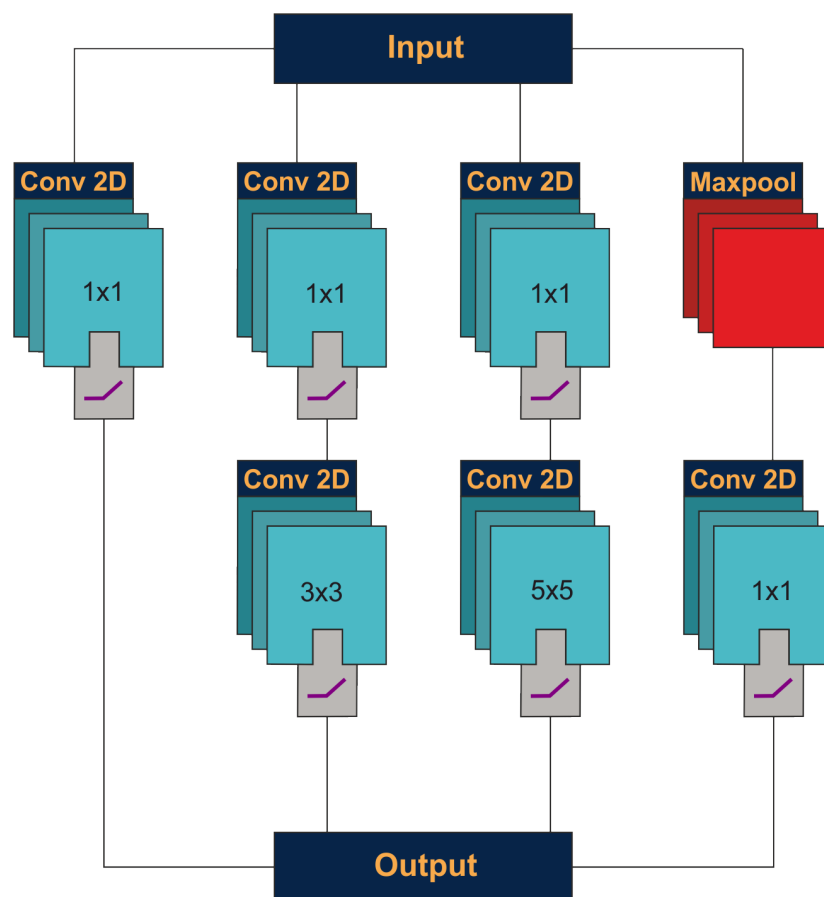 Input
Conv 2D
Conv 2D
Conv 2D
Maxpool
1x1
1x1
1x1
Conv 2D
Conv 2D
Conv 2D
3x3
5x5
1x1
Output